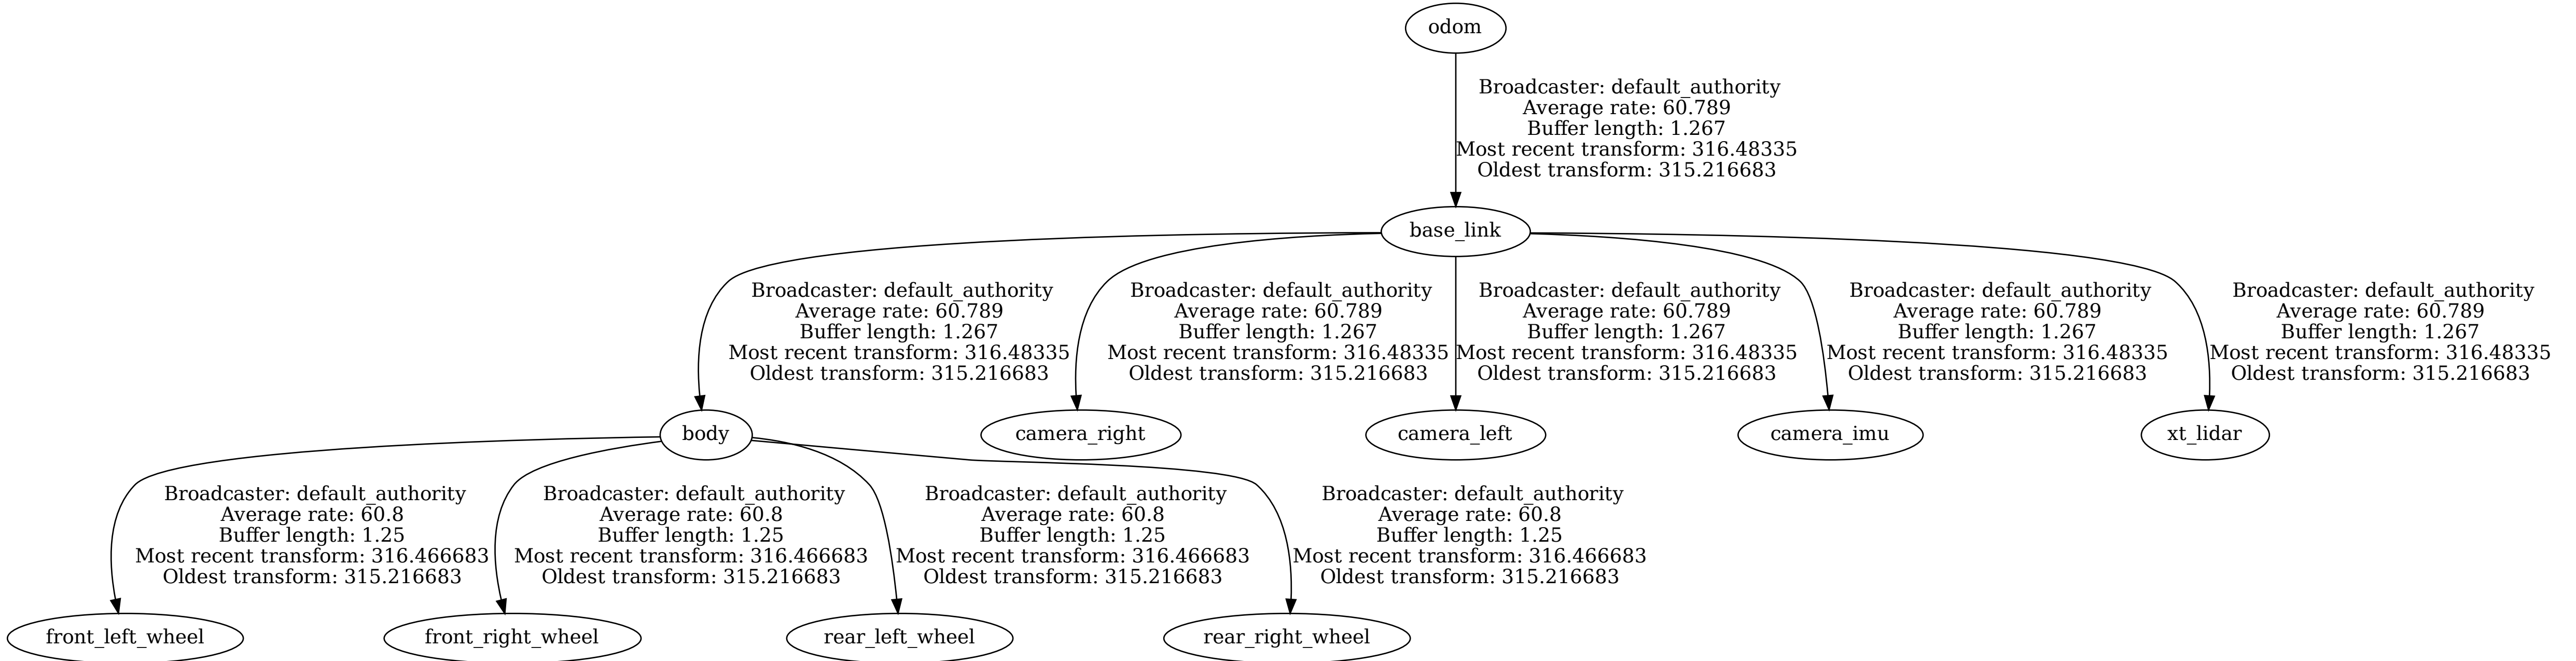 odom
Broadcaster: default_authority
Average rate: 60.789
Buffer length: 1.267
Most recent transform: 316.48335
Oldest transform: 315.216683
base_link
Broadcaster: default_authority
Average rate: 60.789
Buffer length: 1.267
Most recent transform: 316.48335
Oldest transform: 315.216683
Broadcaster: default_authority
Average rate: 60.789
Buffer length: 1.267
Most recent transform: 316.48335
Oldest transform: 315.216683
Broadcaster: default_authority
Average rate: 60.789
Buffer length: 1.267
Most recent transform: 316.48335
Oldest transform: 315.216683
Broadcaster: default_authority
Average rate: 60.789
Buffer length: 1.267
Most recent transform: 316.48335
Oldest transform: 315.216683
Broadcaster: default_authority
Average rate: 60.789
Buffer length: 1.267
Most recent transform: 316.48335
Oldest transform: 315.216683
body
camera_right
camera_left
camera_imu
xt_lidar
Broadcaster: default_authority
Average rate: 60.8
Buffer length: 1.25
Most recent transform: 316.466683
Oldest transform: 315.216683
Broadcaster: default_authority
Average rate: 60.8
Buffer length: 1.25
Most recent transform: 316.466683
Oldest transform: 315.216683
Broadcaster: default_authority
Average rate: 60.8
Buffer length: 1.25
Most recent transform: 316.466683
Oldest transform: 315.216683
Broadcaster: default_authority
Average rate: 60.8
Buffer length: 1.25
Most recent transform: 316.466683
Oldest transform: 315.216683
front_left_wheel
front_right_wheel
rear_left_wheel
rear_right_wheel